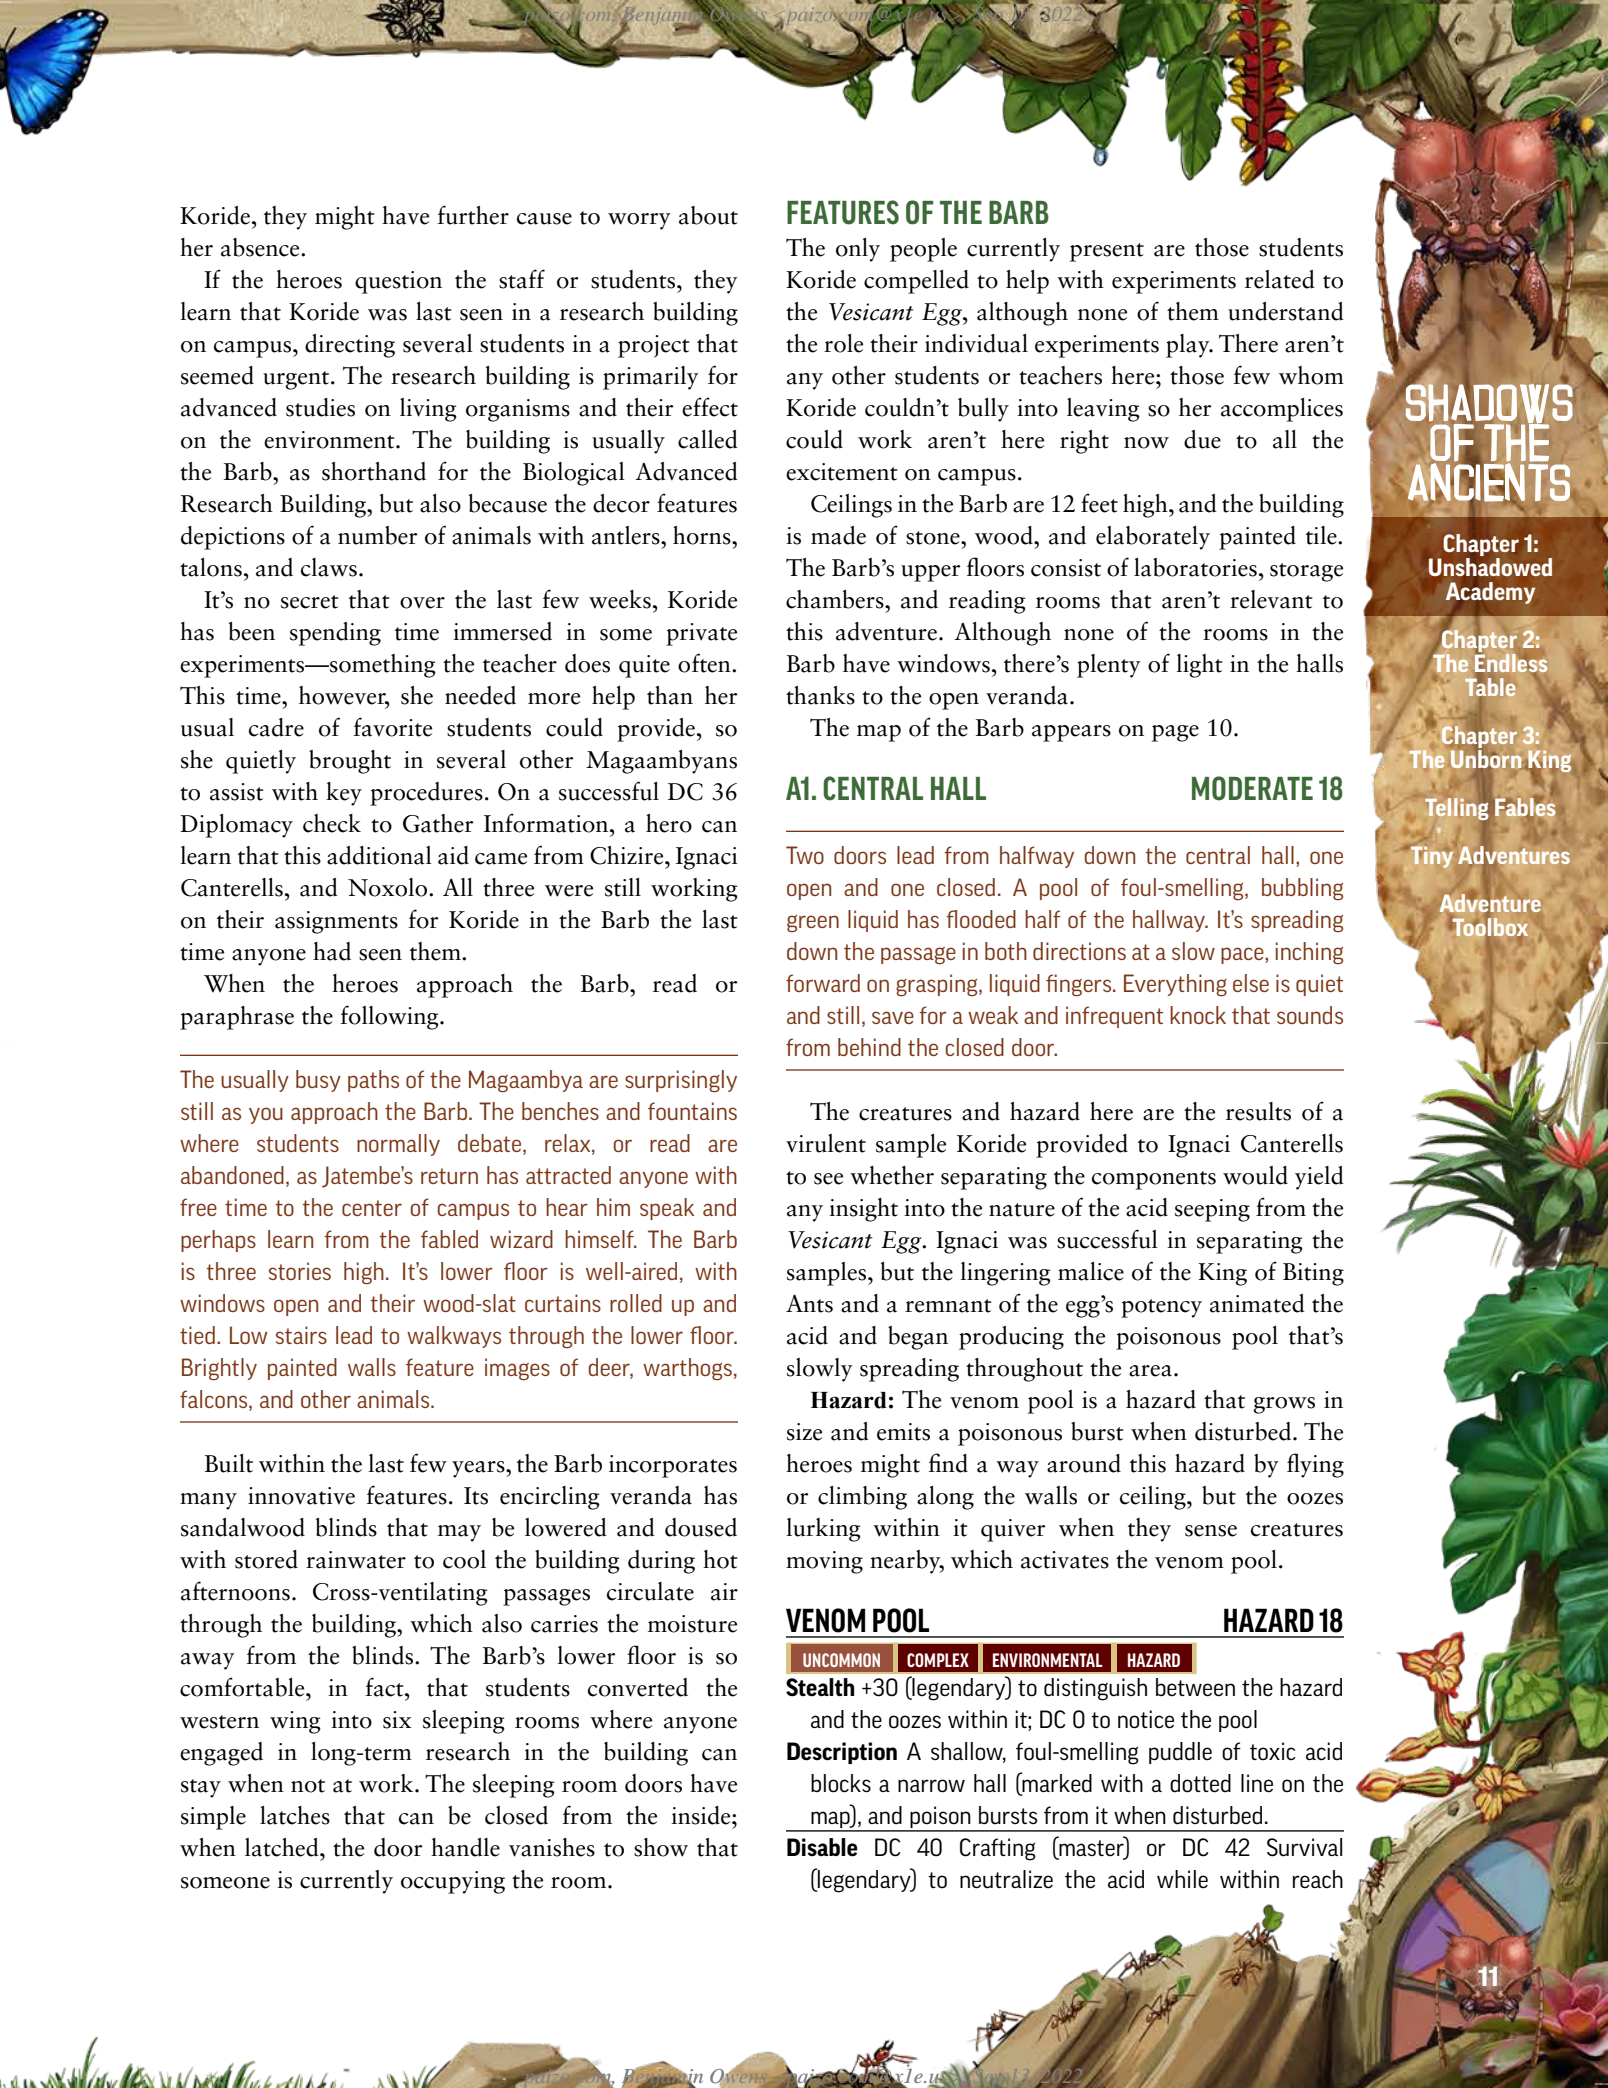 Koride, they might have further cause to worry about
her absence.
If the heroes question the staff or students, they
learn that Koride was last seen in a research building
on campus, directing several students in a project that
seemed urgent. The research building is primarily for
advanced studies on living organisms and their effect
on the environment. The building is usually called
the Barb, as shorthand for the Biological Advanced
Research Building, but also because the decor features
depictions of a number of animals with antlers, horns,
talons, and claws.
It's no secret that over the last few weeks, Koride
has been spending time immersed in some private
experiments—something the teacher does quite often.
This time, however, she needed more help than her
usual cadre of favorite students could provide, so
she quietly brought in several other Magaambyans
to assist with key procedures. On a successful DC 36
Diplomacy check to Gather Information, a hero can
learn that this additional aid came from Chizire, Ignaci
Canterells, and Noxolo. All three were still working
on their assignments for Koride in the Barb the last
time anyone had seen them.
When the heroes approach the Barb, read or
paraphrase the following.
The usually busy paths of the Magaambya are surprisingly
still as you approach the Barb. The benches and fountains
where students normally debate, relax, or read are
abandoned, as Jatembe's return has attracted anyone with
free time to the center of campus to hear him speak and
perhaps learn from the fabled wizard himself. The Barb
is three stories high. It's lower floor is well-aired, with
windows open and their wood-slat curtains rolled up and
tied. Low stairs lead to walkways through the lower floor.
Brightly painted walls feature images of deer, warthogs,
falcons, and other animals.
Built within the last few years, the Barb incorporates
many innovative features. Its encircling veranda has
sandalwood blinds that may be lowered and doused
with stored rainwater to cool the building during hot
afternoons. Cross-ventilating passages circulate air
through the building, which also carries the moisture
away from the blinds. The Barb's lower floor is so
comfortable, in fact, that students converted the
western wing into six sleeping rooms where anyone
engaged in long-term research in the building can
stay when not at work. The sleeping room doors have
simple latches that can be closed from the inside;
when latched, the door handle vanishes to show that
someone is currently occupying the room.
FEATURES OF THE BARB
The only people currently present are those students
Koride compelled to help with experiments related to
the Vesicant Egg, although none of them understand
the role their individual experiments play. There aren't
any other students or teachers here; those few whom
Koride couldn't bully into leaving so her accomplices
could work aren't here right now due to all the
excitement on campus.
Ceilings in the Barb are 12 feet high, and the building
is made of stone, wood, and elaborately painted tile.
The Barb's upper floors consist of laboratories, storage
chambers, and reading rooms that aren't relevant to
this adventure. Although none of the rooms in the
Barb have windows, there's plenty of light in the halls
thanks to the open veranda.
The map of the Barb appears on page 10.
A1. CENTRAL HALL MODERATE 18
Two doors lead from halfway down the central hall, one
open and one closed. A pool of foul-smelling, bubbling
green liquid has flooded half of the hallway. It's spreading
down the passage in both directions at a slow pace, inching
forward on grasping, liquid fingers. Everything else is quiet
and still, save for a weak and infrequent knock that sounds
from behind the closed door.
The creatures and hazard here are the results of a
virulent sample Koride provided to Ignaci Canterells
to see whether separating the components would yield
any insight into the nature of the acid seeping from the
Vesicant Egg. Ignaci was successful in separating the
samples, but the lingering malice of the King of Biting
Ants and a remnant of the egg's potency animated the
acid and began producing the poisonous pool that's
slowly spreading throughout the area.
Hazard: The venom pool is a hazard that grows in
size and emits a poisonous burst when disturbed. The
heroes might find a way around this hazard by flying
or climbing along the walls or ceiling, but the oozes
lurking within it quiver when they sense creatures
moving nearby, which activates the venom pool.
VENOM POOL HAZARD 18
UNCOMMON COMPLEX ENVIRONMENTAL HAZARD
Stealth +30 (legendary) to distinguish between the hazard
and the oozes within it; DC 0 to notice the pool
Description A shallow, foul-smelling puddle of toxic acid
blocks a narrow hall (marked with a dotted line on the
map), and poison bursts from it when disturbed.
Disable DC 40 Crafting (master) or DC 42 Survival
(legendary) to neutralize the acid while within reach
SHADOWS
OF THE
ANCIENTS
Chapter 1:
Unshadowed
Academy
Chapter 2:
The Endless
Table
Chapter 3:
The Unborn King
Telling Fables
Tiny Adventures
Adventure
Toolbox
11